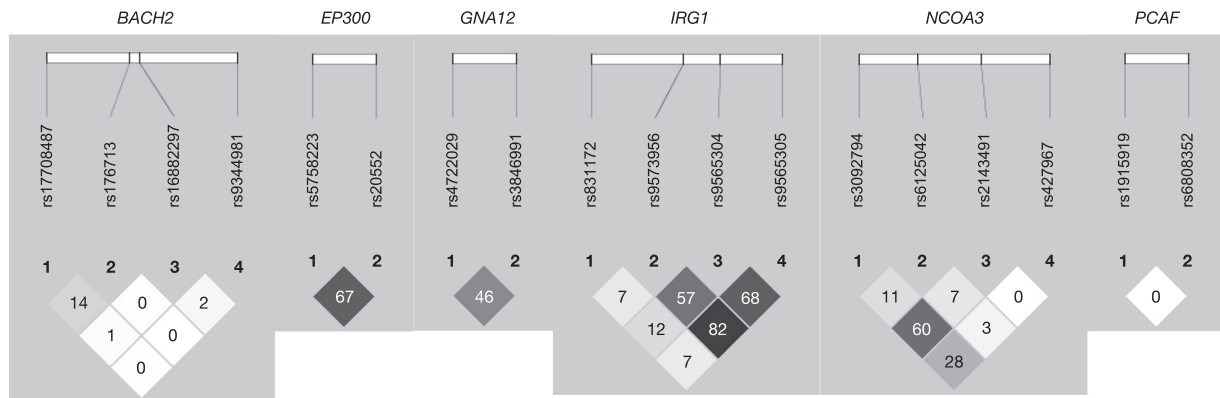 BACH2 EP300 GNA12 IRG1 NCOA3 PCAF
rs17708487 rs176713 rs16882297 rs9344981 rs5758223 rs20552 rs4722029 rs3846991 rs831172 rs9573956 rs9565304 rs9565305 rs3092794 rs6125042 rs2143491 rs427967 rs1915919 rs6808352
1 2 3 4 1 2 1 2 1 2 3 4 1 2 3 4 1 2
14 0 2 67 46 7 57 68 11 7 0 0
1 0 12 82 60 3
0 7 28